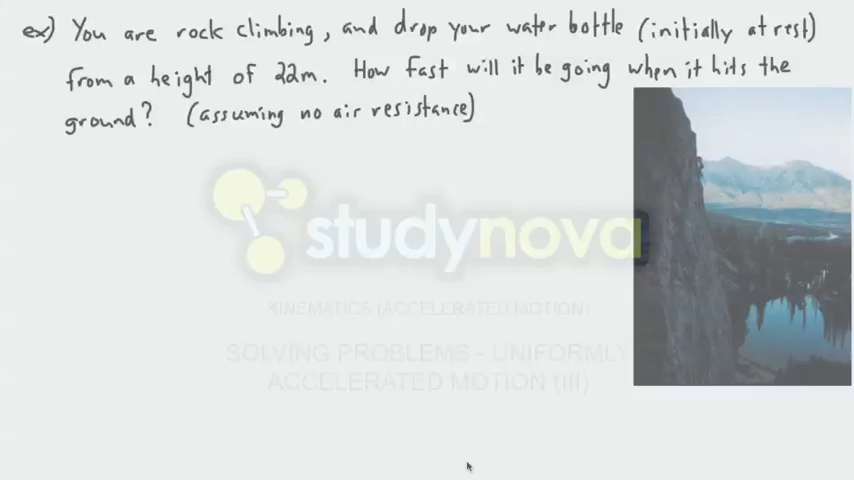 ex) You are rock climbing, and drop your water bottle (initially at rest)
from a height of 22m. How fast will it be going when it hits the
ground? (assuming no air resistance)
studynova
KINEMATICS (ACCELERATED MOTION)
SOLVING PROBLEMS - UNIFORMLY
ACCELERATED MOTION (III)